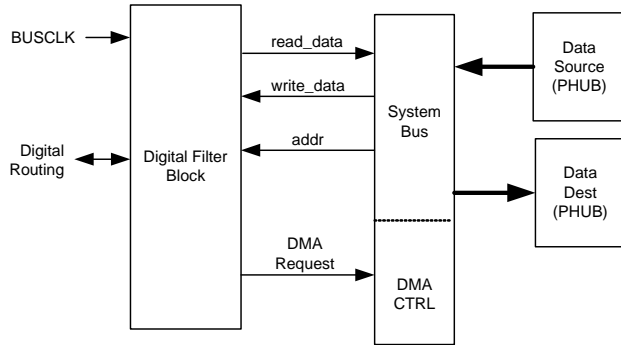 BUSCLK
Digital
Routing
Digital Filter
Block
read_data
write_data
addr
DMA
Request
System
Bus
DMA
CTRL
Data
Source
(PHUB)
Data
Dest
(PHUB)